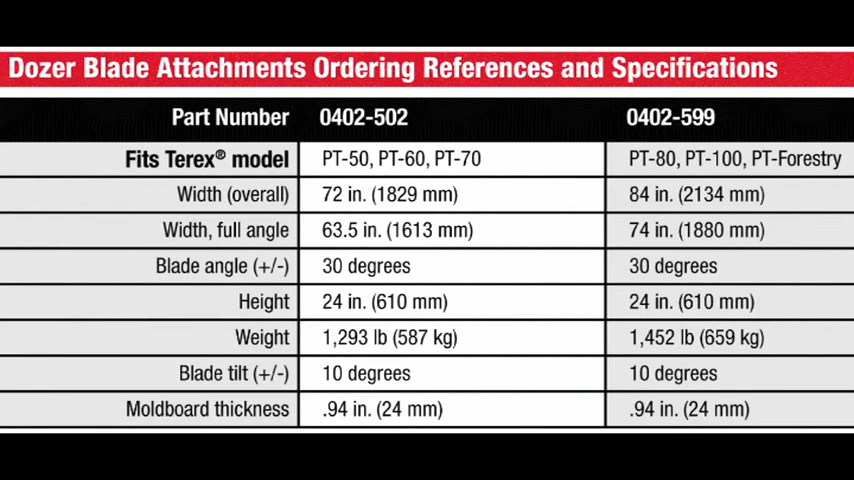 Dozer Blade Attachments Ordering References and Specifications
Part Number 0402-502 0402-599
Fits Terex® model PT-50, PT-60, PT-70 PT-80, PT-100, PT-Forestry
Width (overall) 72 in. (1829 mm) 84 in. (2134 mm)
Width, full angle 63.5 in. (1613 mm) 74 in. (1880 mm)
Blade angle (+/-) 30 degrees 30 degrees
Height 24 in. (610 mm) 24 in. (610 mm)
Weight 1,293 lb (587 kg) 1,452 lb (659 kg)
Blade tilt (+/-) 10 degrees 10 degrees
Moldboard thickness .94 in. (24 mm) .94 in. (24 mm)